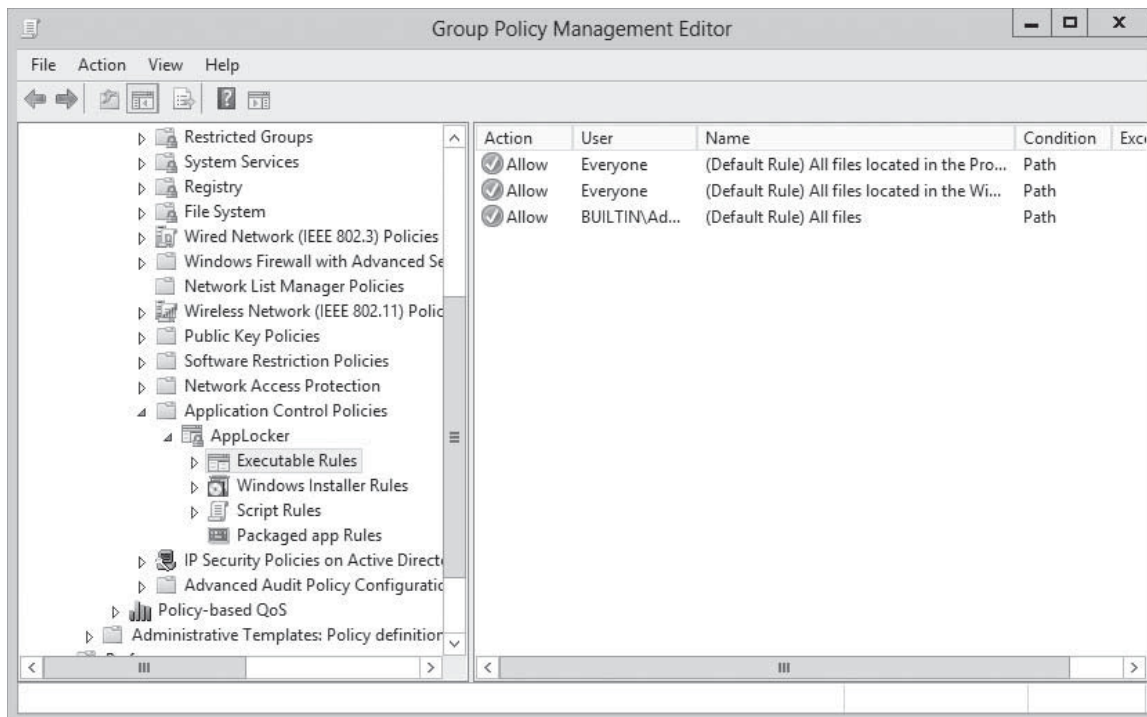 Group Policy Management Editor
File Action View Help
Restricted Groups
System Services
Registry
File System
Wired Network (IEEE 802.3) Policies
Windows Firewall with Advanced Se
Network List Manager Policies
Wireless Network (IEEE 802.11) Polic
Public Key Policies
Software Restriction Policies
Network Access Protection
Application Control Policies
AppLocker
Executable Rules
Windows Installer Rules
Script Rules
Packaged app Rules
IP Security Policies on Active Direct
Advanced Audit Policy Configuratic
Policy-based QoS
Administrative Templates: Policy definition
Action User Name Condition Exc
Allow Everyone (Default Rule) All files located in the Pro... Path
Allow Everyone (Default Rule) All files located in the Wi... Path
Allow BUILTIN\Ad... (Default Rule) All files Path